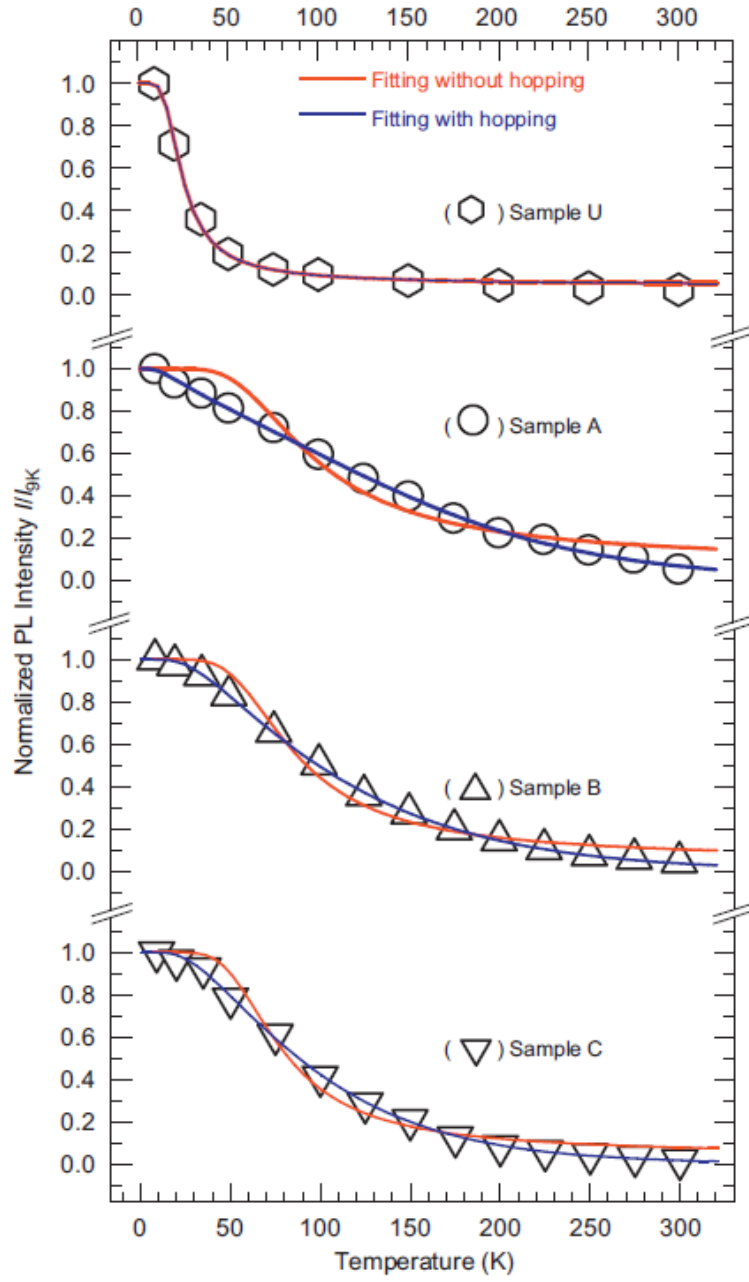 0 50 100 150 200 250 300
1.0
0.8
0.6
0.4
0.2
0.0
Fitting without hopping
Fitting with hopping
( ) Sample U
1.0
0.8
0.6
0.4
0.2
0.0
( ) Sample A
Normalized PL Intensity I/I9K
1.0
0.8
0.6
0.4
0.2
0.0
( ) Sample B
1.0
0.8
0.6
0.4
0.2
0.0
( ) Sample C
0 50 100 150 200 250 300
Temperature (K)